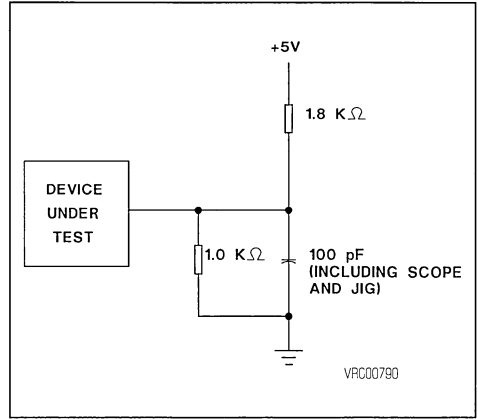 +5V
1.8 KΩ
DEVICE
UNDER
TEST
1.0 KΩ
100 pF
(INCLUDING SCOPE
AND JIG)
VRC00790